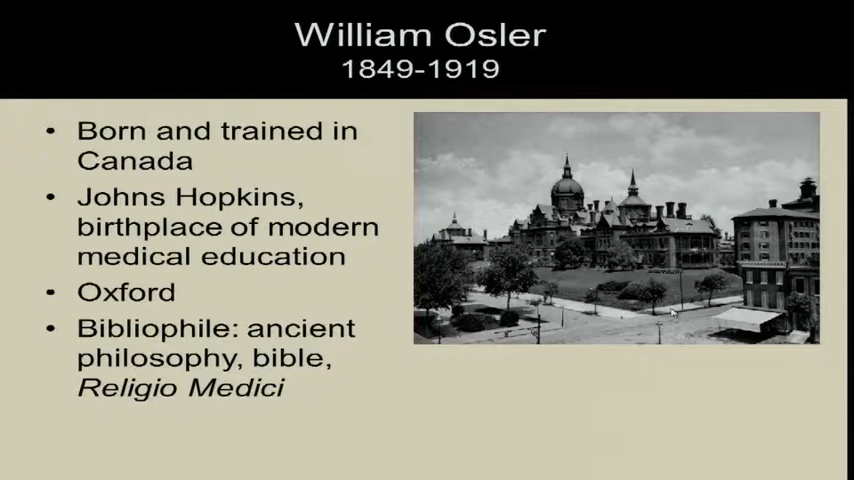 William Osler
1849-1919
• Born and trained in
Canada
• Johns Hopkins,
birthplace of modern
medical education
• Oxford
• Bibliophile: ancient
philosophy, bible,
Religio Medici